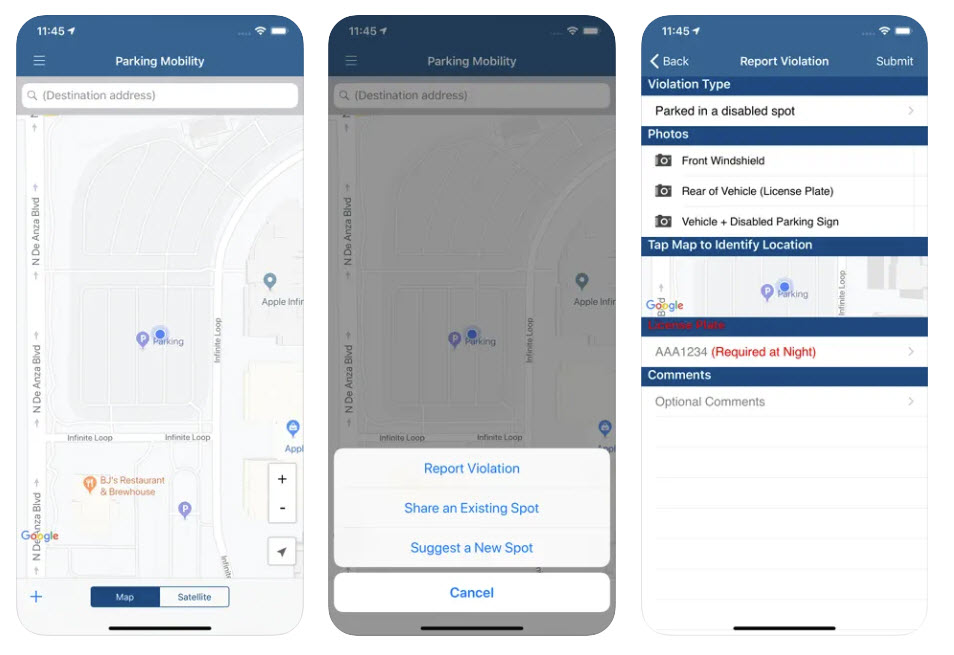 11:45
Parking Mobility
(Destination address)
N De Anza Blvd
Apple Infin
Infinite Loop
Parking
N De Anza Blvd
Infinite Loop
Infinite Loop
Appl
BJ's Restaurant
& Brewhouse
P
N De Anza Blvd
Google
Infinite
+
-
+
Map
Satellite
11:45
Parking Mobility
(Destination address)
N De Anza Blvd
Apple Infin
Infinite Loop
P
Parking
N De Anza Blvd
Infinite Loop
Infinite Loop
Appl
Report Violation
Share an Existing Spot
Suggest a New Spot
Cancel
11:45
Back
Report Violation
Submit
Violation Type
Parked in a disabled spot
Photos
Front Windshield
Rear of Vehicle (License Plate)
Vehicle + Disabled Parking Sign
Tap Map to Identify Location
P
Parking
Infinite Loop
Blvd
Google
License Plate
AAA1234 (Required at Night)
Comments
Optional Comments